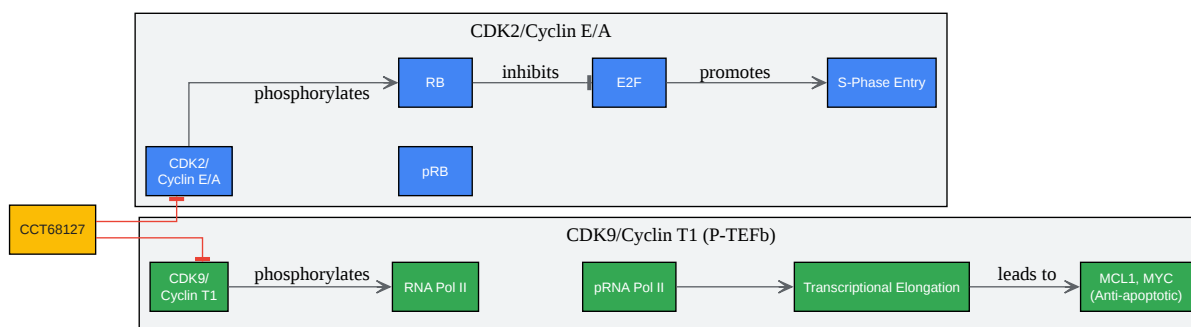 CDK2/Cyclin E/A
phosphorylates
RB
inhibits
E2F
promotes
S-Phase Entry
CDK2/
Cyclin E/A
pRB
CCT68127
CDK9/Cyclin T1 (P-TEFb)
CDK9/
Cyclin T1
phosphorylates
RNA Pol II
pRNA Pol II
Transcriptional Elongation
leads to
MCL1, MYC
(Anti-apoptotic)